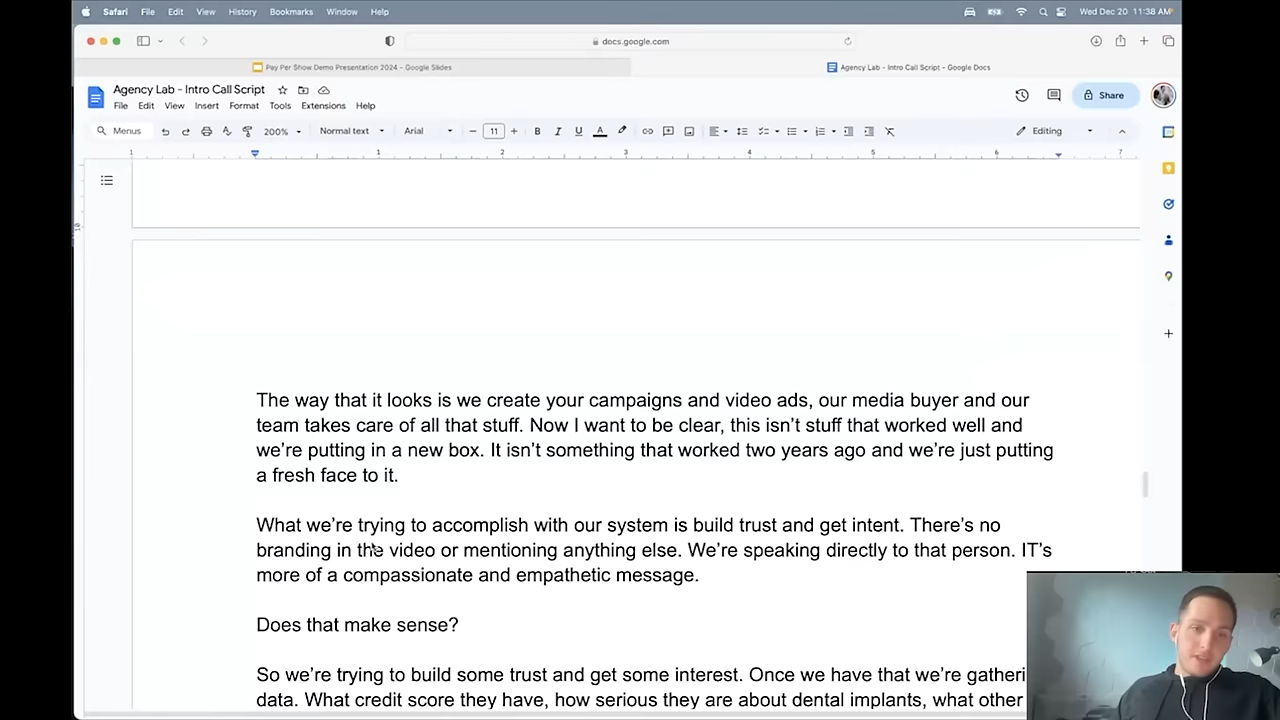 Safari File Edit View History Bookmarks Window Help Wed Dec 20 11:38 AM
docs.google.com
Pay Per Show Demo Presentation 2024 - Google Slides Agency Lab - Intro Call Script - Google Docs
Agency Lab - Intro Call Script
File Edit View Insert Format Tools Extensions Help
Share
Menus 200% Normal text Arial 11 B I U A Editing
1 1 2 3 4 5 6 7
The way that it looks is we create your campaigns and video ads, our media buyer and our
team takes care of all that stuff. Now I want to be clear, this isn't stuff that worked well and
we're putting in a new box. It isn't something that worked two years ago and we're just putting
a fresh face to it.
What we're trying to accomplish with our system is build trust and get intent. There's no
branding in the video or mentioning anything else. We're speaking directly to that person. IT's
more of a compassionate and empathetic message.
Does that make sense?
So we're trying to build some trust and get some interest. Once we have that we're gatheri
data. What credit score they have, how serious they are about dental implants, what other